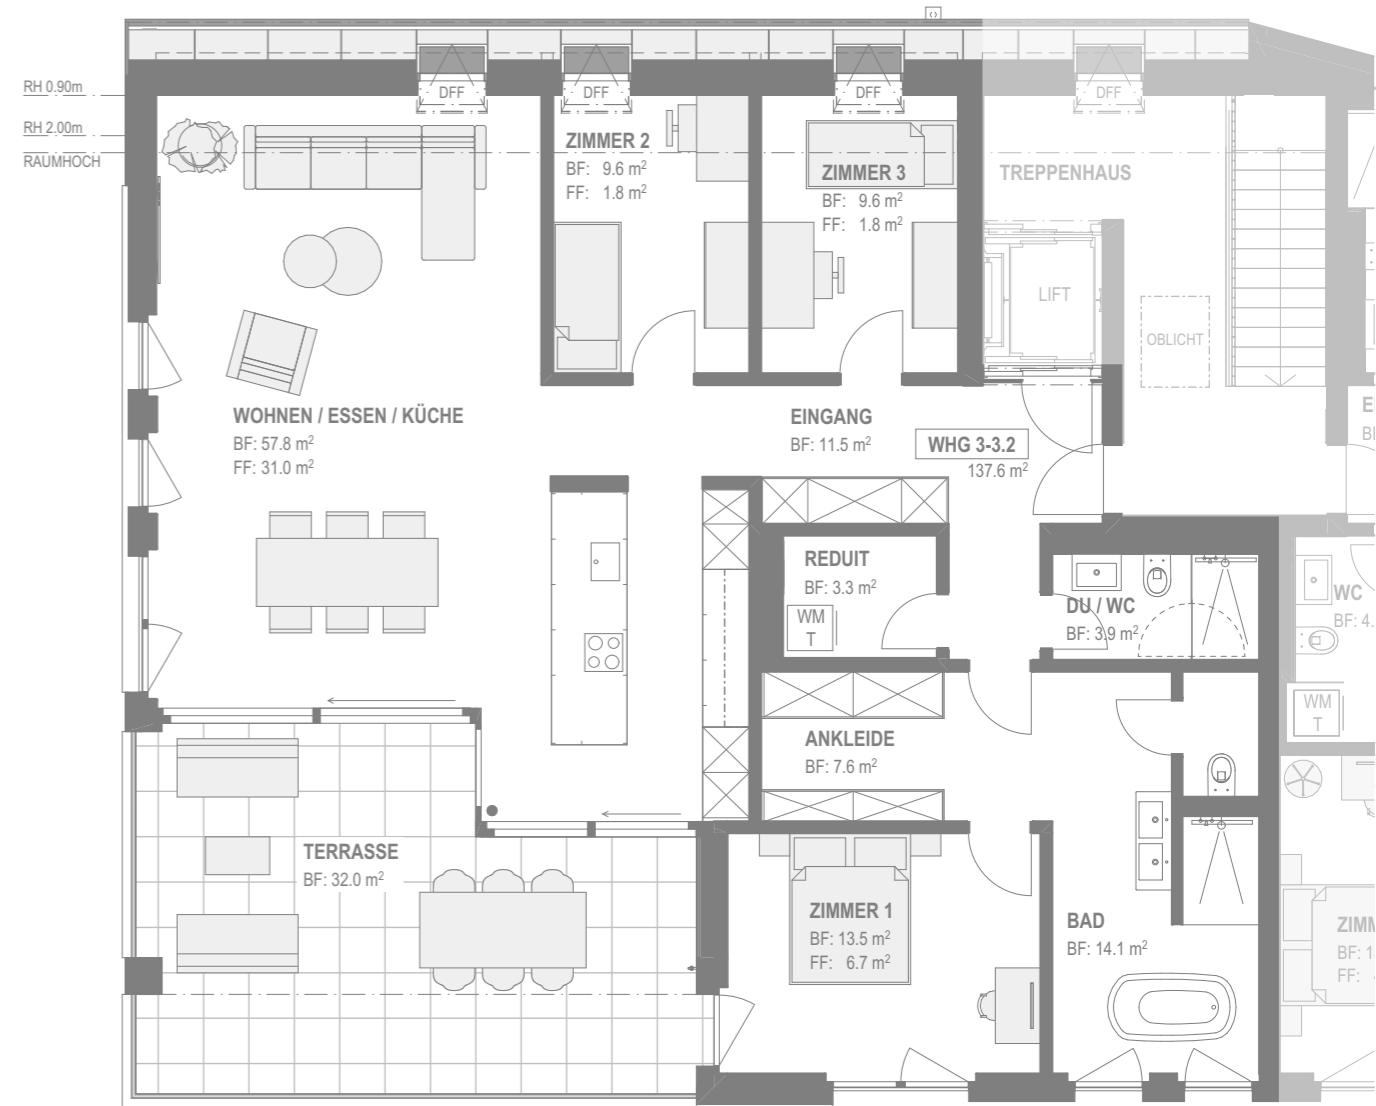 RH 0.90m
RH 2.00m
RAUMHOCH
DFF
DFF
DFF
DFF
ZIMMER 2
BF: 9.6 m²
FF: 1.8 m²
ZIMMER 3
BF: 9.6 m²
FF: 1.8 m²
TREPPENHAUS
LIFT
OBLICHT
WOHNEN / ESSEN / KÜCHE
BF: 57.8 m²
FF: 31.0 m²
EINGANG
BF: 11.5 m²
WHG 3-3.2
137.6 m²
REDUIT
BF: 3.3 m²
WM
T
DU / WC
BF: 3.9 m²
WC
BF: 4.
WM
T
ANKLEIDE
BF: 7.6 m²
TERRASSE
BF: 32.0 m²
ZIMMER 1
BF: 13.5 m²
FF: 6.7 m²
BAD
BF: 14.1 m²
BF: 1
FF: